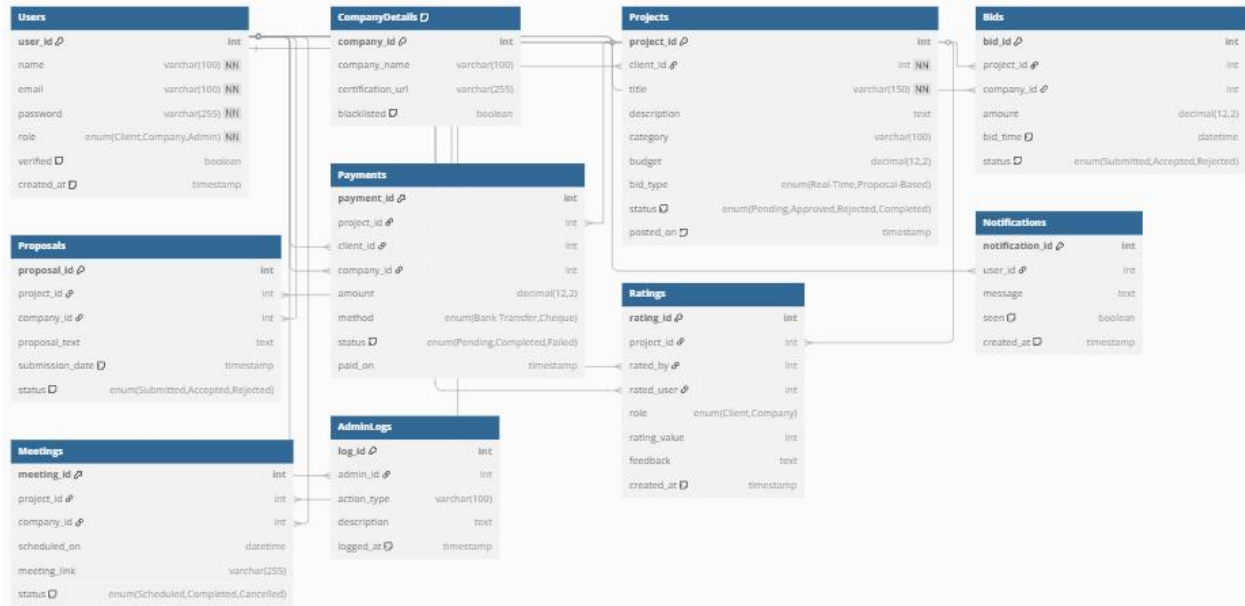 Users
user_id int
name varchar(100) NN
email varchar(100) NN
password varchar(255) NN
role enum(Client,Company,Admin) NN
verified boolean
created_at timestamp
CompanyDetails
company_id int
company_name varchar(100)
certification_url varchar(255)
blacklisted boolean
Projects
project_id int
client_id int NN
title varchar(150) NN
description text
category varchar(100)
budget decimal(12,2)
bid_type enum(Real-Time,Proposal-Based)
status enum(Pending,Approved,Rejected,Completed)
posted_on timestamp
Bids
bid_id int
project_id int
company_id int
amount decimal(12,2)
bid_time datetime
status enum(Submitted,Accepted,Rejected)
Payments
payment_id int
project_id int
client_id int
company_id int
amount decimal(12,2)
method enum(Bank Transfer,Cheque)
status enum(Pending,Completed,Failed)
paid_on timestamp
Notifications
notification_id int
user_id int
message text
seen boolean
created_at timestamp
Proposals
proposal_id int
project_id int
company_id int
proposal_text text
submission_date timestamp
status enum(Submitted,Accepted,Rejected)
Ratings
rating_id int
project_id int
rated_by int
rated_user int
role enum(Client,Company)
rating_value int
feedback text
created_at timestamp
AdminLogs
log_id int
admin_id int
action_type varchar(100)
description text
logged_at timestamp
Meetings
meeting_id int
project_id int
company_id int
scheduled_on datetime
meeting_link varchar(255)
status enum(Scheduled,Completed,Cancelled)